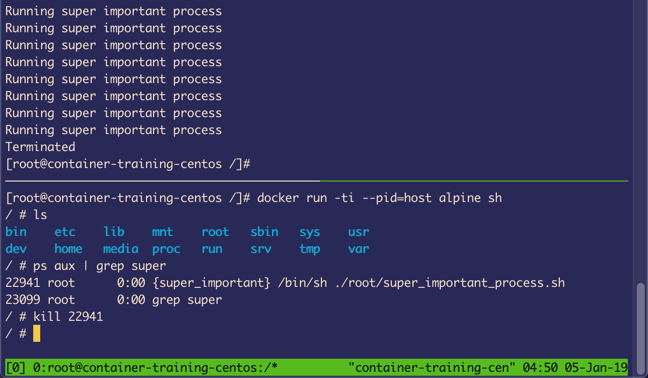 Running super important process
Running super important process
Running super important process
Running super important process
Running super important process
Running super important process
Running super important process
Running super important process
Terminated
[root@container-training-centos /]#
[root@container-training-centos /]# docker run -ti --pid=host alpine sh
/ # ls
bin etc lib mnt root sbin sys usr
dev home media proc run srv tmp var
/ # ps aux | grep super
22941 root 0:00 {super_important} /bin/sh ./root/super_important_process.sh
23099 root 0:00 grep super
/ # kill 22941
/ #
[0] 0:root@container-training-centos:/* "container-training-cen" 04:50 05-Jan-19